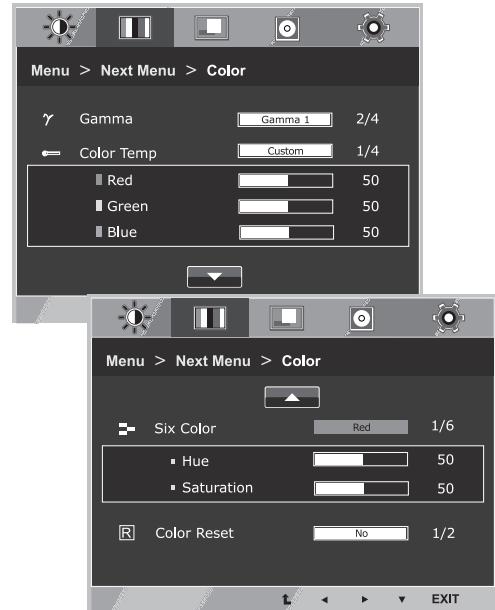 Menu > Next Menu > Color
γ Gamma Gamma 1 2/4
Color Temp Custom 1/4
Red 50
Green 50
Blue 50
Menu > Next Menu > Color
Six Color Red 1/6
Hue 50
Saturation 50
R Color Reset No 1/2
EXIT